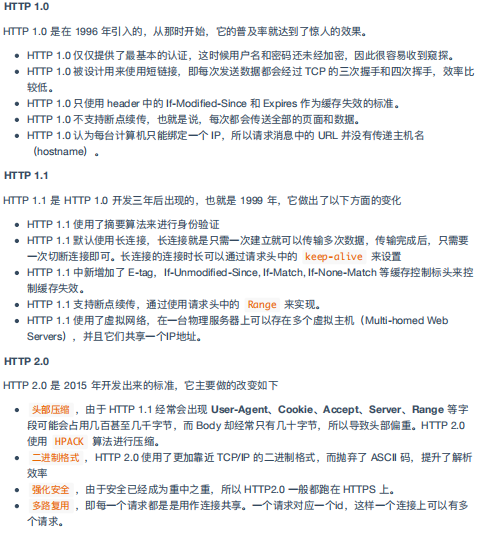 HTTP 1.0
HTTP 1.0 是在 1996 年引入的，从那时开始，它的普及率就达到了惊人的效果。
HTTP 1.0 仅仅提供了最基本的认证，这时候用户名和密码还未经加密，因此很容易收到窥探。
HTTP 1.0 被设计用来使用短链接，即每次发送数据都会经过 TCP 的三次握手和四次挥手，效率比
较低。
HTTP 1.0 只使用 header 中的 If-Modified-Since 和 Expires 作为缓存失效的标准。
HTTP 1.0 不支持断点续传，也就是说，每次都会传送全部的页面和数据。
HTTP 1.0 认为每台计算机只能绑定一个 IP，所以请求消息中的 URL 并没有传递主机名
（hostname）。
HTTP 1.1
HTTP 1.1 是 HTTP 1.0 开发三年后出现的，也就是 1999 年，它做出了以下方面的变化
HTTP 1.1 使用了摘要算法来进行身份验证
HTTP 1.1 默认使用长连接，长连接就是只需一次建立就可以传输多次数据，传输完成后，只需要
一次切断连接即可。长连接的连接时长可以通过请求头中的 keep-alive 来设置
HTTP 1.1 中新增加了 E-tag，If-Unmodified-Since, If-Match, If-None-Match 等缓存控制标头来控
制缓存失效。
HTTP 1.1 支持断点续传，通过使用请求头中的 Range 来实现。
HTTP 1.1 使用了虚拟网络，在一台物理服务器上可以存在多个虚拟主机（Multi-homed Web
Servers），并且它们共享一个IP地址。
HTTP 2.0
HTTP 2.0 是 2015 年开发出来的标准，它主要做的改变如下
头部压缩 ，由于 HTTP 1.1 经常会出现 User-Agent、Cookie、Accept、Server、Range 等字
段可能会占用几百甚至几千字节，而 Body 却经常只有几十字节，所以导致头部偏重。HTTP 2.0
使用 HPACK 算法进行压缩。
二进制格式 ，HTTP 2.0 使用了更加靠近 TCP/IP 的二进制格式，而抛弃了 ASCII 码，提升了解析
效率
强化安全 ，由于安全已经成为重中之重，所以 HTTP2.0 一般都跑在 HTTPS 上。
多路复用 ，即每一个请求都是是用作连接共享。一个请求对应一个id，这样一个连接上可以有多
个请求。